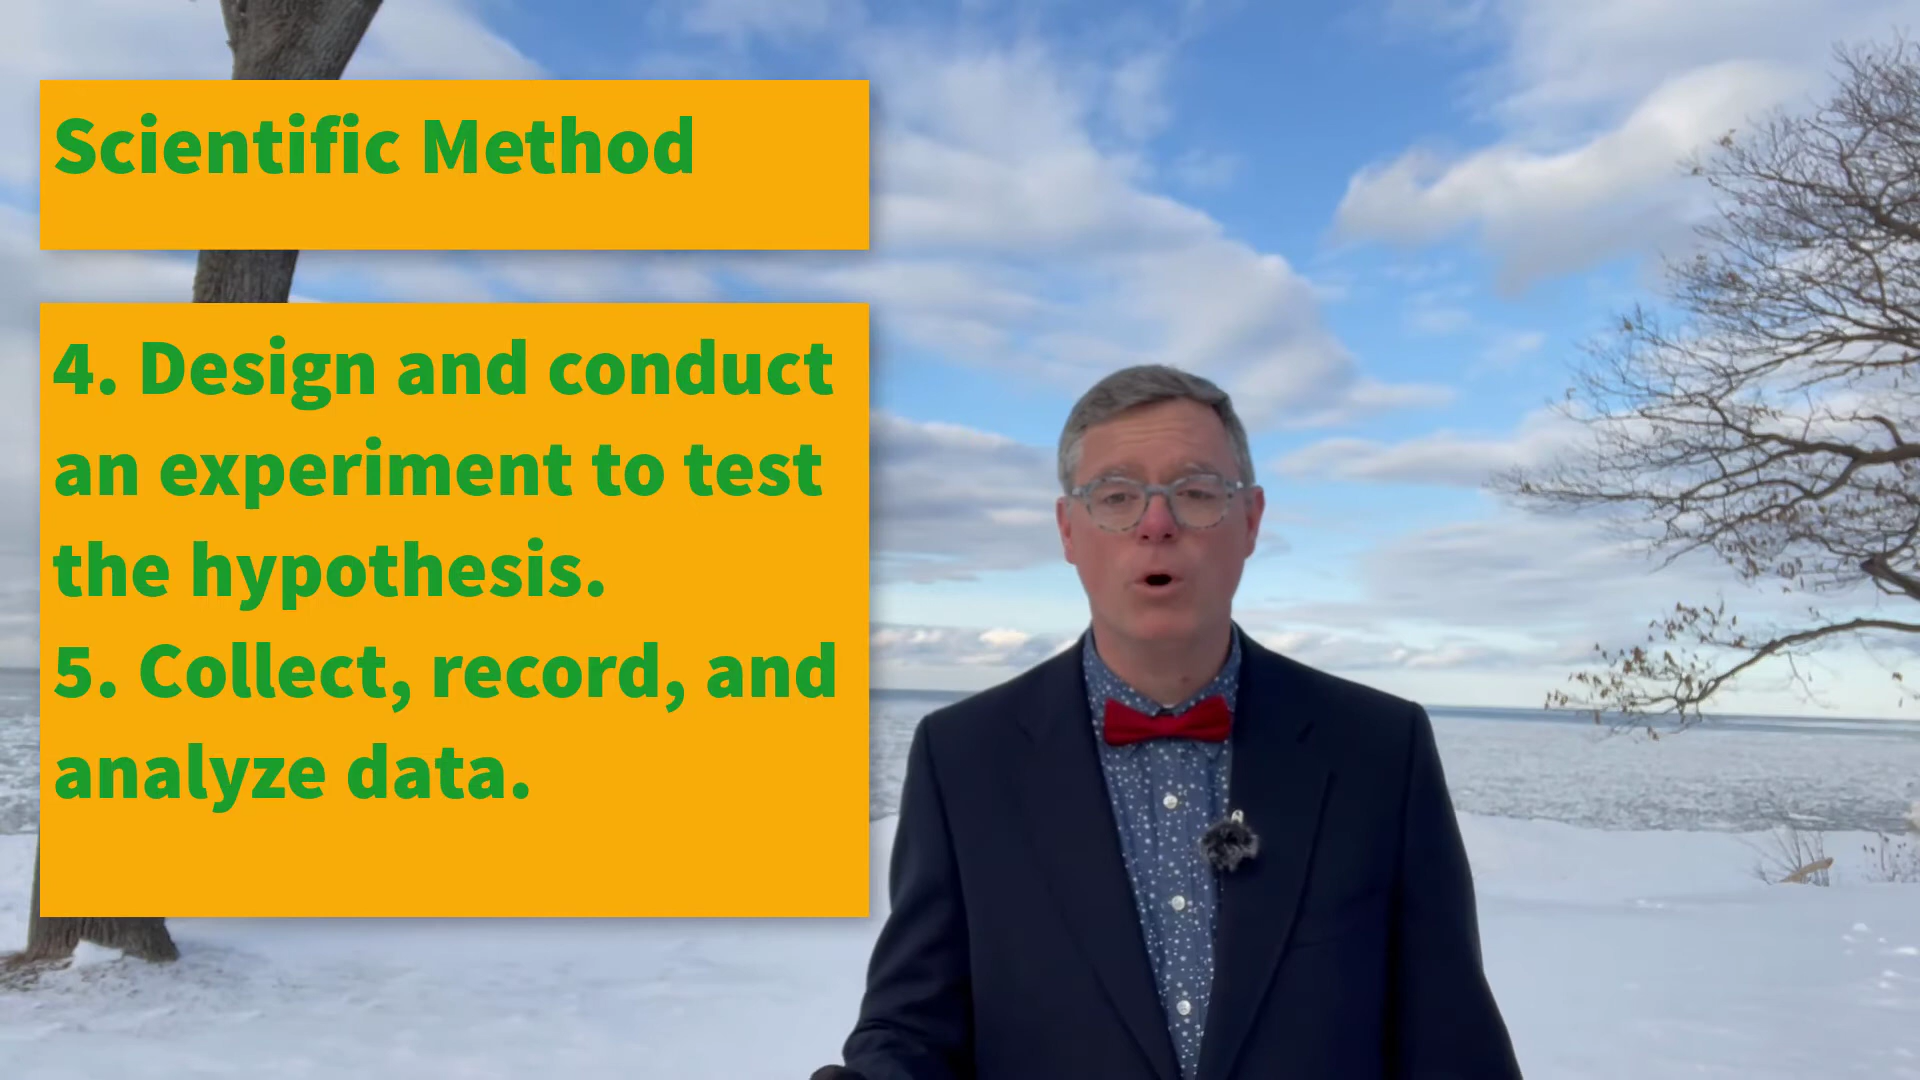 Scientific Method
4. Design and conduct
an experiment to test
the hypothesis.
5. Collect, record, and
analyze data.